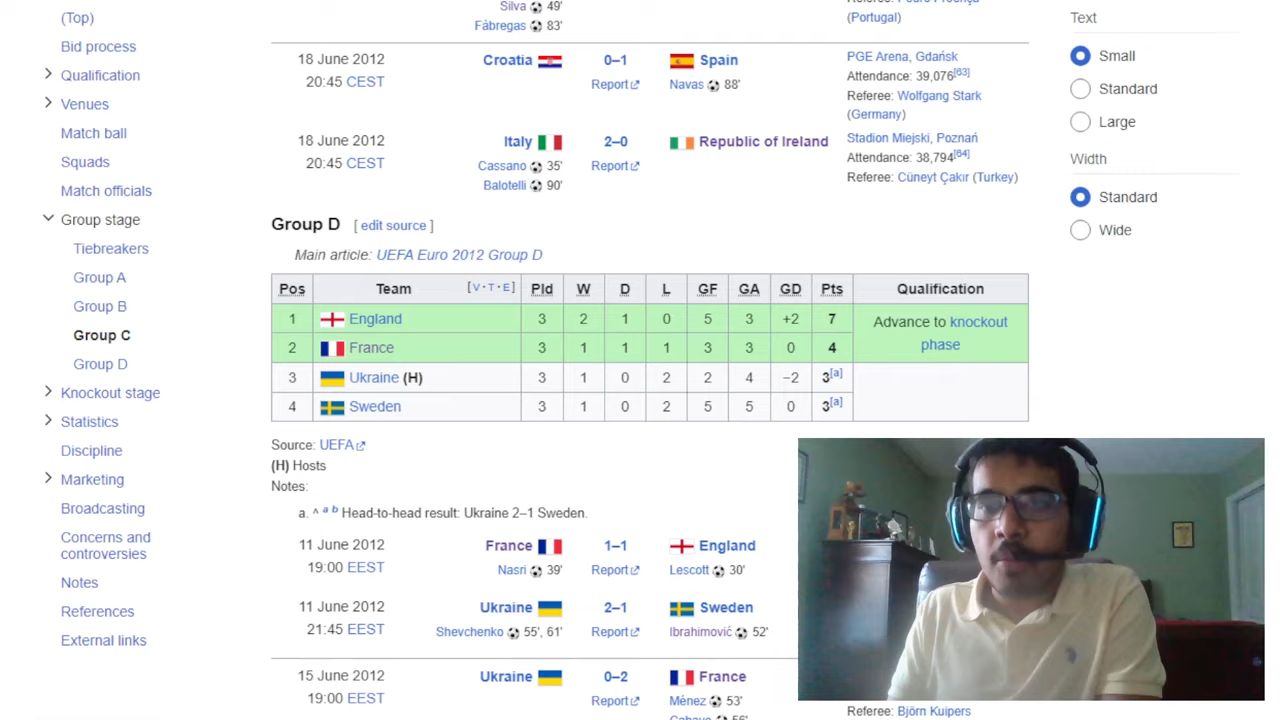 (Top)
Bid process
Qualification
Venues
Match ball
Squads
Match officials
Group stage
Tiebreakers
Group A
Group B
Group C
Group D
Knockout stage
Statistics
Discipline
Marketing
Broadcasting
Concerns and
controversies
Notes
References
External links
Silva 49'
Fàbregas 83'
(Portugal)
18 June 2012
20:45 CEST
Croatia 0–1 Spain
Report
Navas 88'
PGE Arena, Gdańsk
Attendance: 39,076[63]
Referee: Wolfgang Stark
(Germany)
18 June 2012
20:45 CEST
Italy 2–0 Republic of Ireland
Cassano 35'
Balotelli 90'
Report
Stadion Miejski, Poznań
Attendance: 38,794[64]
Referee: Cüneyt Çakır (Turkey)
Group D [ edit source ]
Main article: UEFA Euro 2012 Group D
Pos Team [V·T·E] Pld W D L GF GA GD Pts Qualification
1 England 3 2 1 0 5 3 +2 7 Advance to knockout
phase
2 France 3 1 1 1 3 3 0 4
3 Ukraine (H) 3 1 0 2 2 4 −2 3[a]
4 Sweden 3 1 0 2 5 5 0 3[a]
Source: UEFA
(H) Hosts
Notes:
a. ^ a b Head-to-head result: Ukraine 2–1 Sweden.
11 June 2012
19:00 EEST
France 1–1 England
Nasri 39'
Report
Lescott 30'
11 June 2012
21:45 EEST
Ukraine 2–1 Sweden
Shevchenko 55', 61'
Report
Ibrahimović 52'
15 June 2012
19:00 EEST
Ukraine 0–2 France
Report
Ménez 53'
Referee: Björn Kuipers
Text
Small
Standard
Large
Width
Standard
Wide